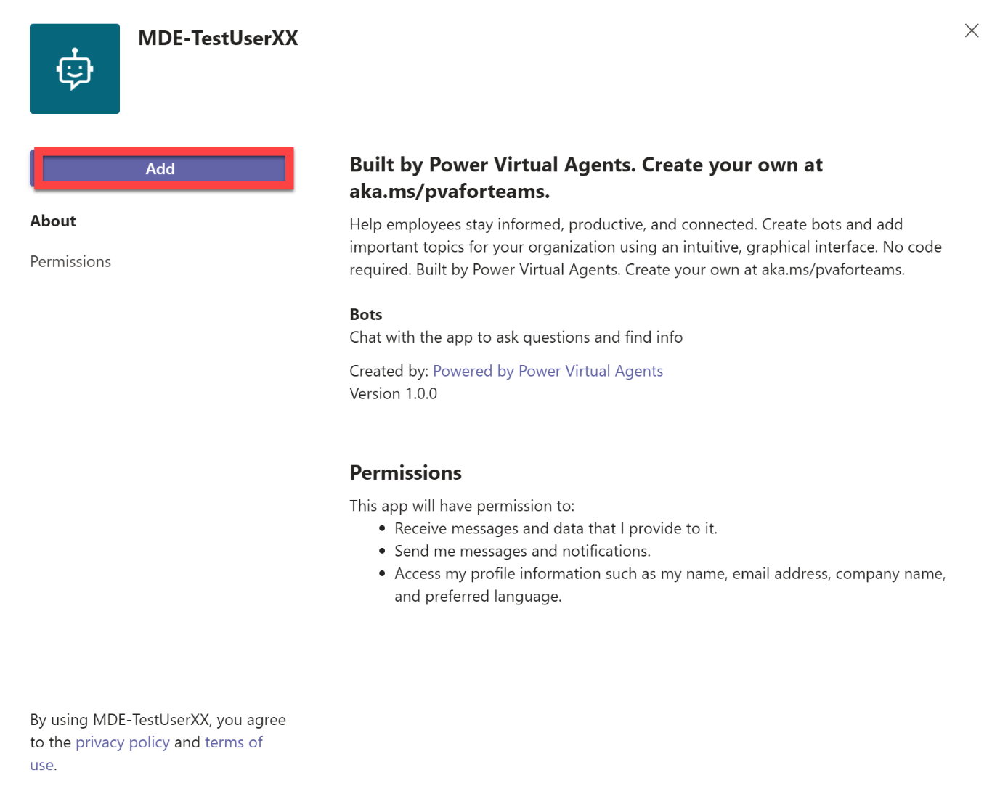 MDE-TestUserXX
Add
About
Permissions
Built by Power Virtual Agents. Create your own at
aka.ms/pvaforteams.
Help employees stay informed, productive, and connected. Create bots and add
important topics for your organization using an intuitive, graphical interface. No code
required. Built by Power Virtual Agents. Create your own at aka.ms/pvaforteams.
Bots
Chat with the app to ask questions and find info
Created by: Powered by Power Virtual Agents
Version 1.0.0
Permissions
This app will have permission to:
• Receive messages and data that I provide to it.
• Send me messages and notifications.
• Access my profile information such as my name, email address, company name,
and preferred language.
By using MDE-TestUserXX, you agree
to the privacy policy and terms of
use.